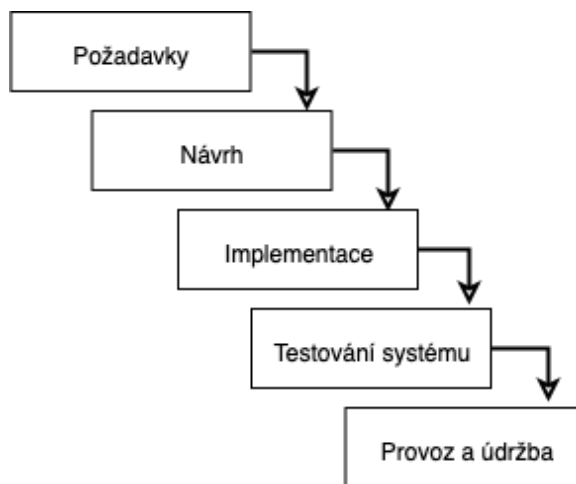 Požadavky
Návrh
Implementace
Testování systému
Provoz a údržba